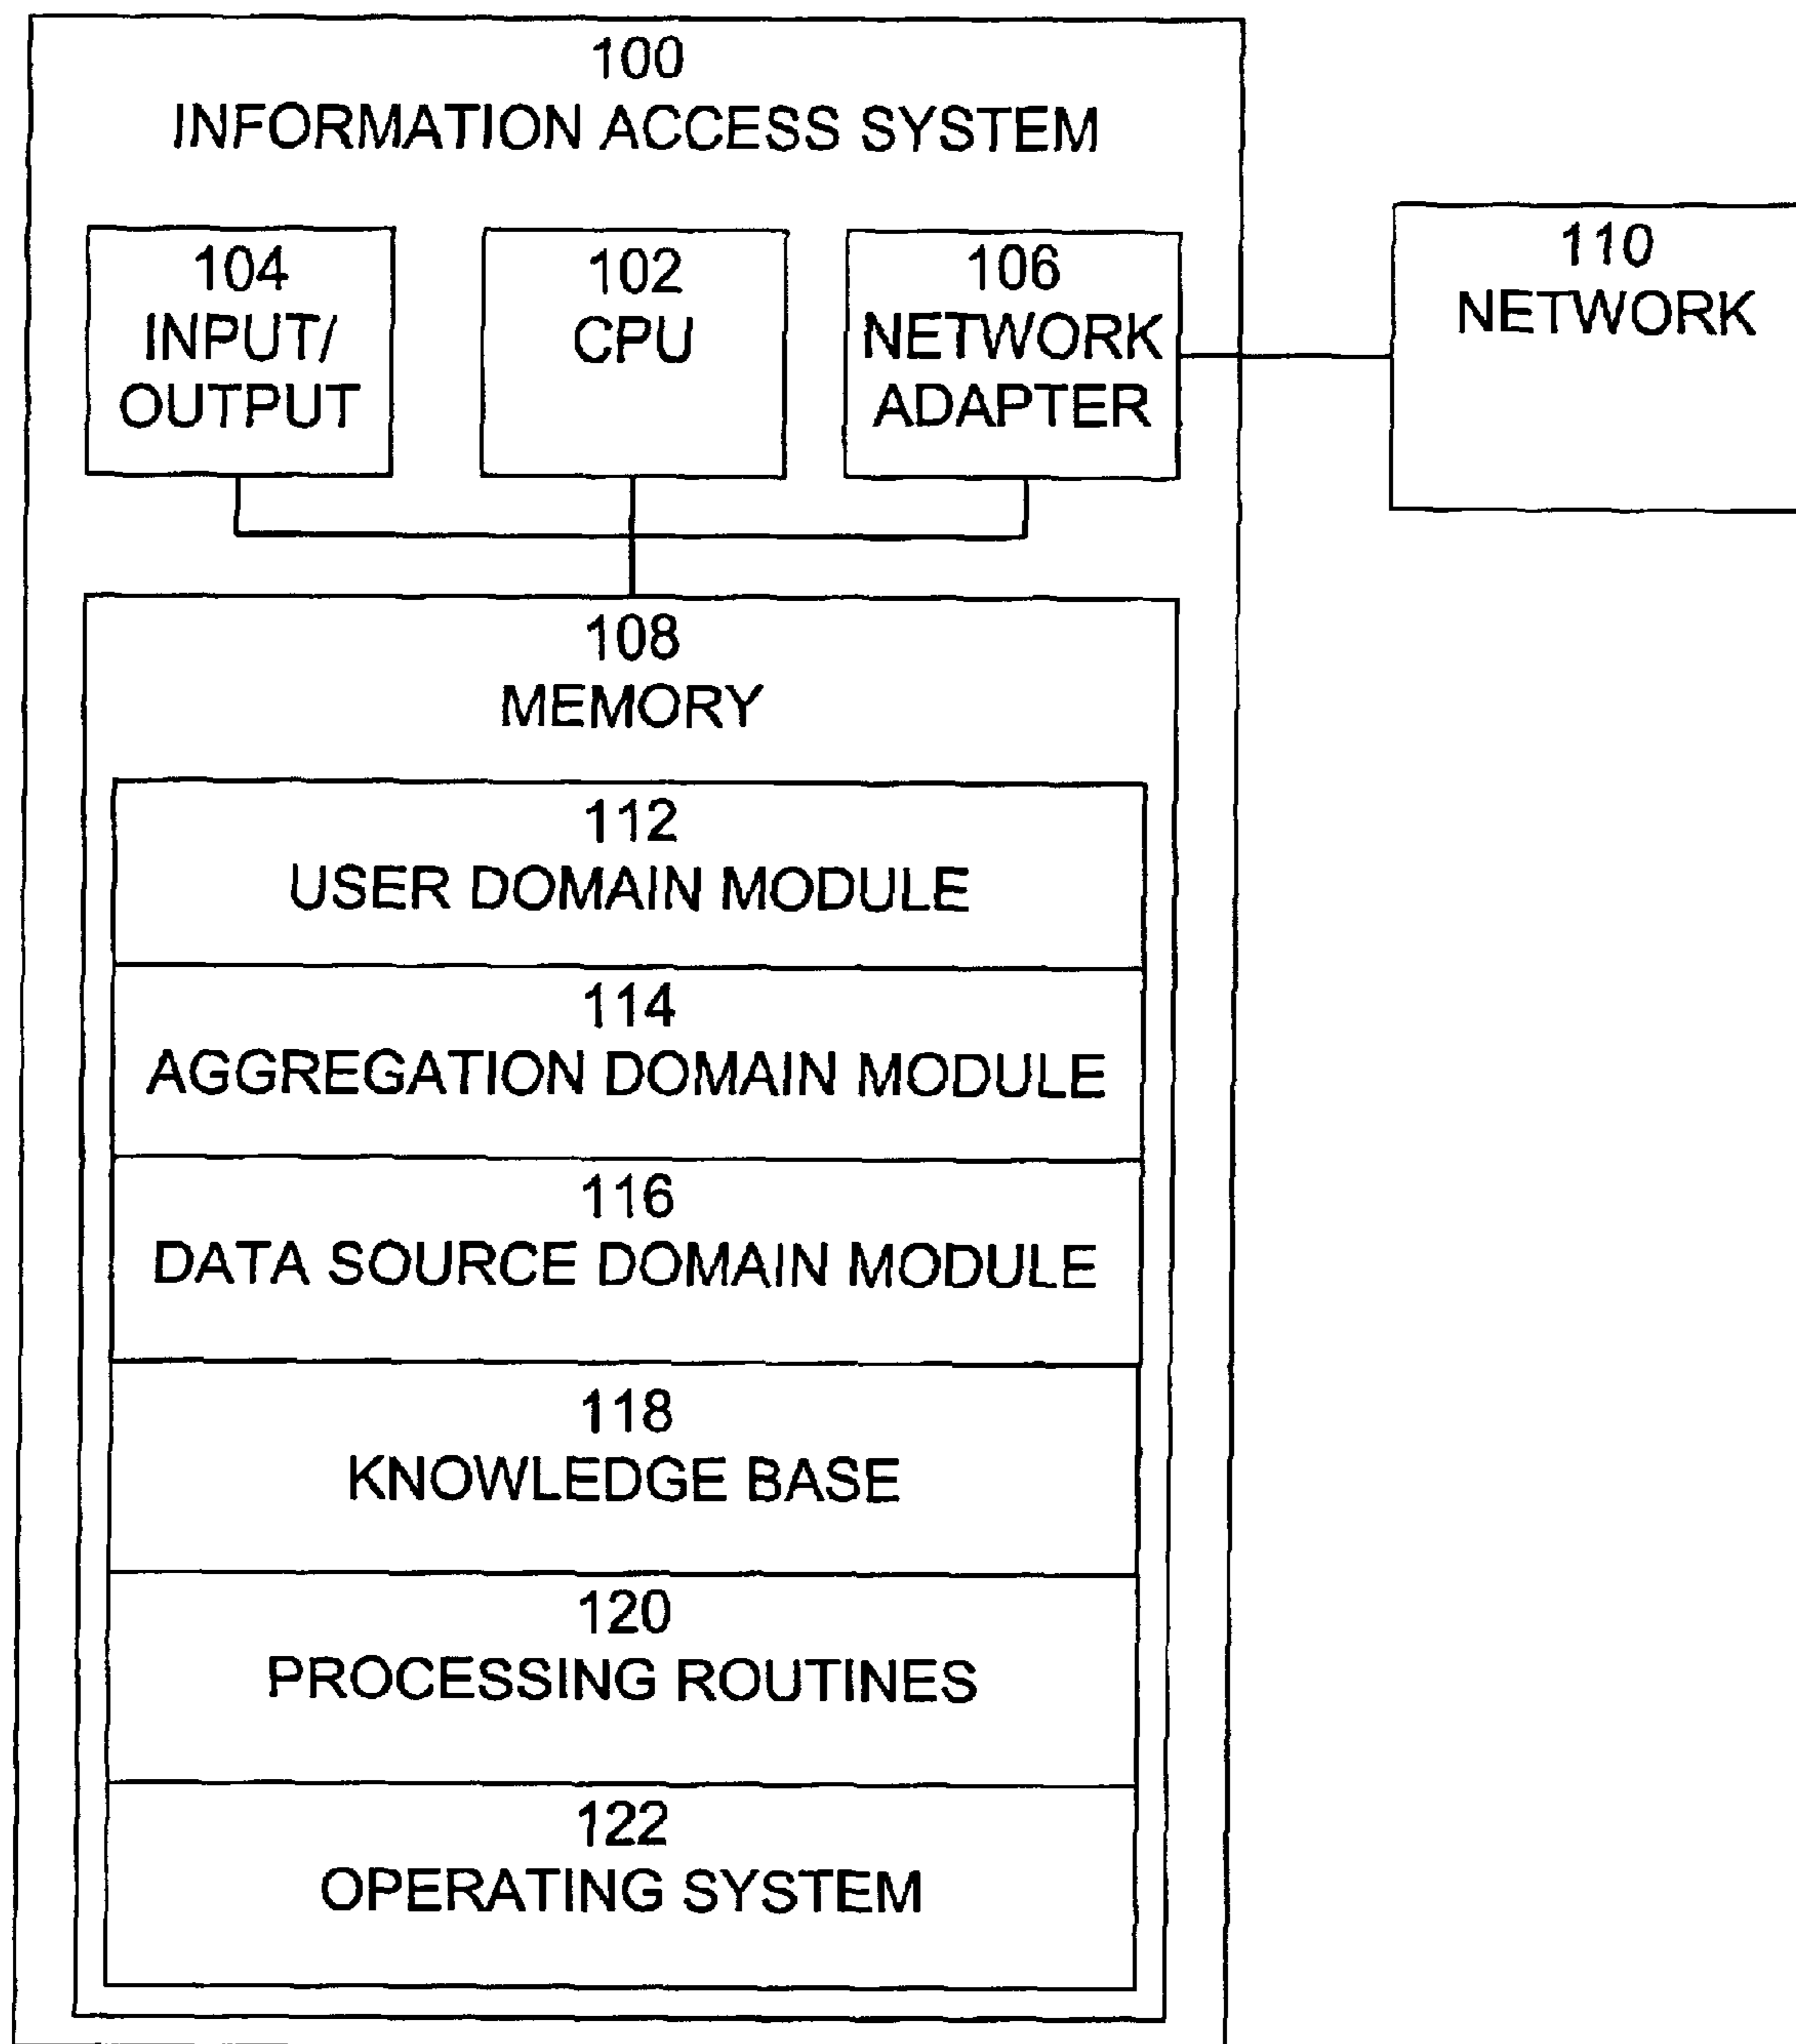 100
INFORMATION ACCESS SYSTEM
104
INPUT/
OUTPUT
102
CPU
106
NETWORK
ADAPTER
110
NETWORK
108
MEMORY
112
USER DOMAIN MODULE
114
AGGREGATION DOMAIN MODULE
116
DATA SOURCE DOMAIN MODULE
118
KNOWLEDGE BASE
120
PROCESSING ROUTINES
122
OPERATING SYSTEM